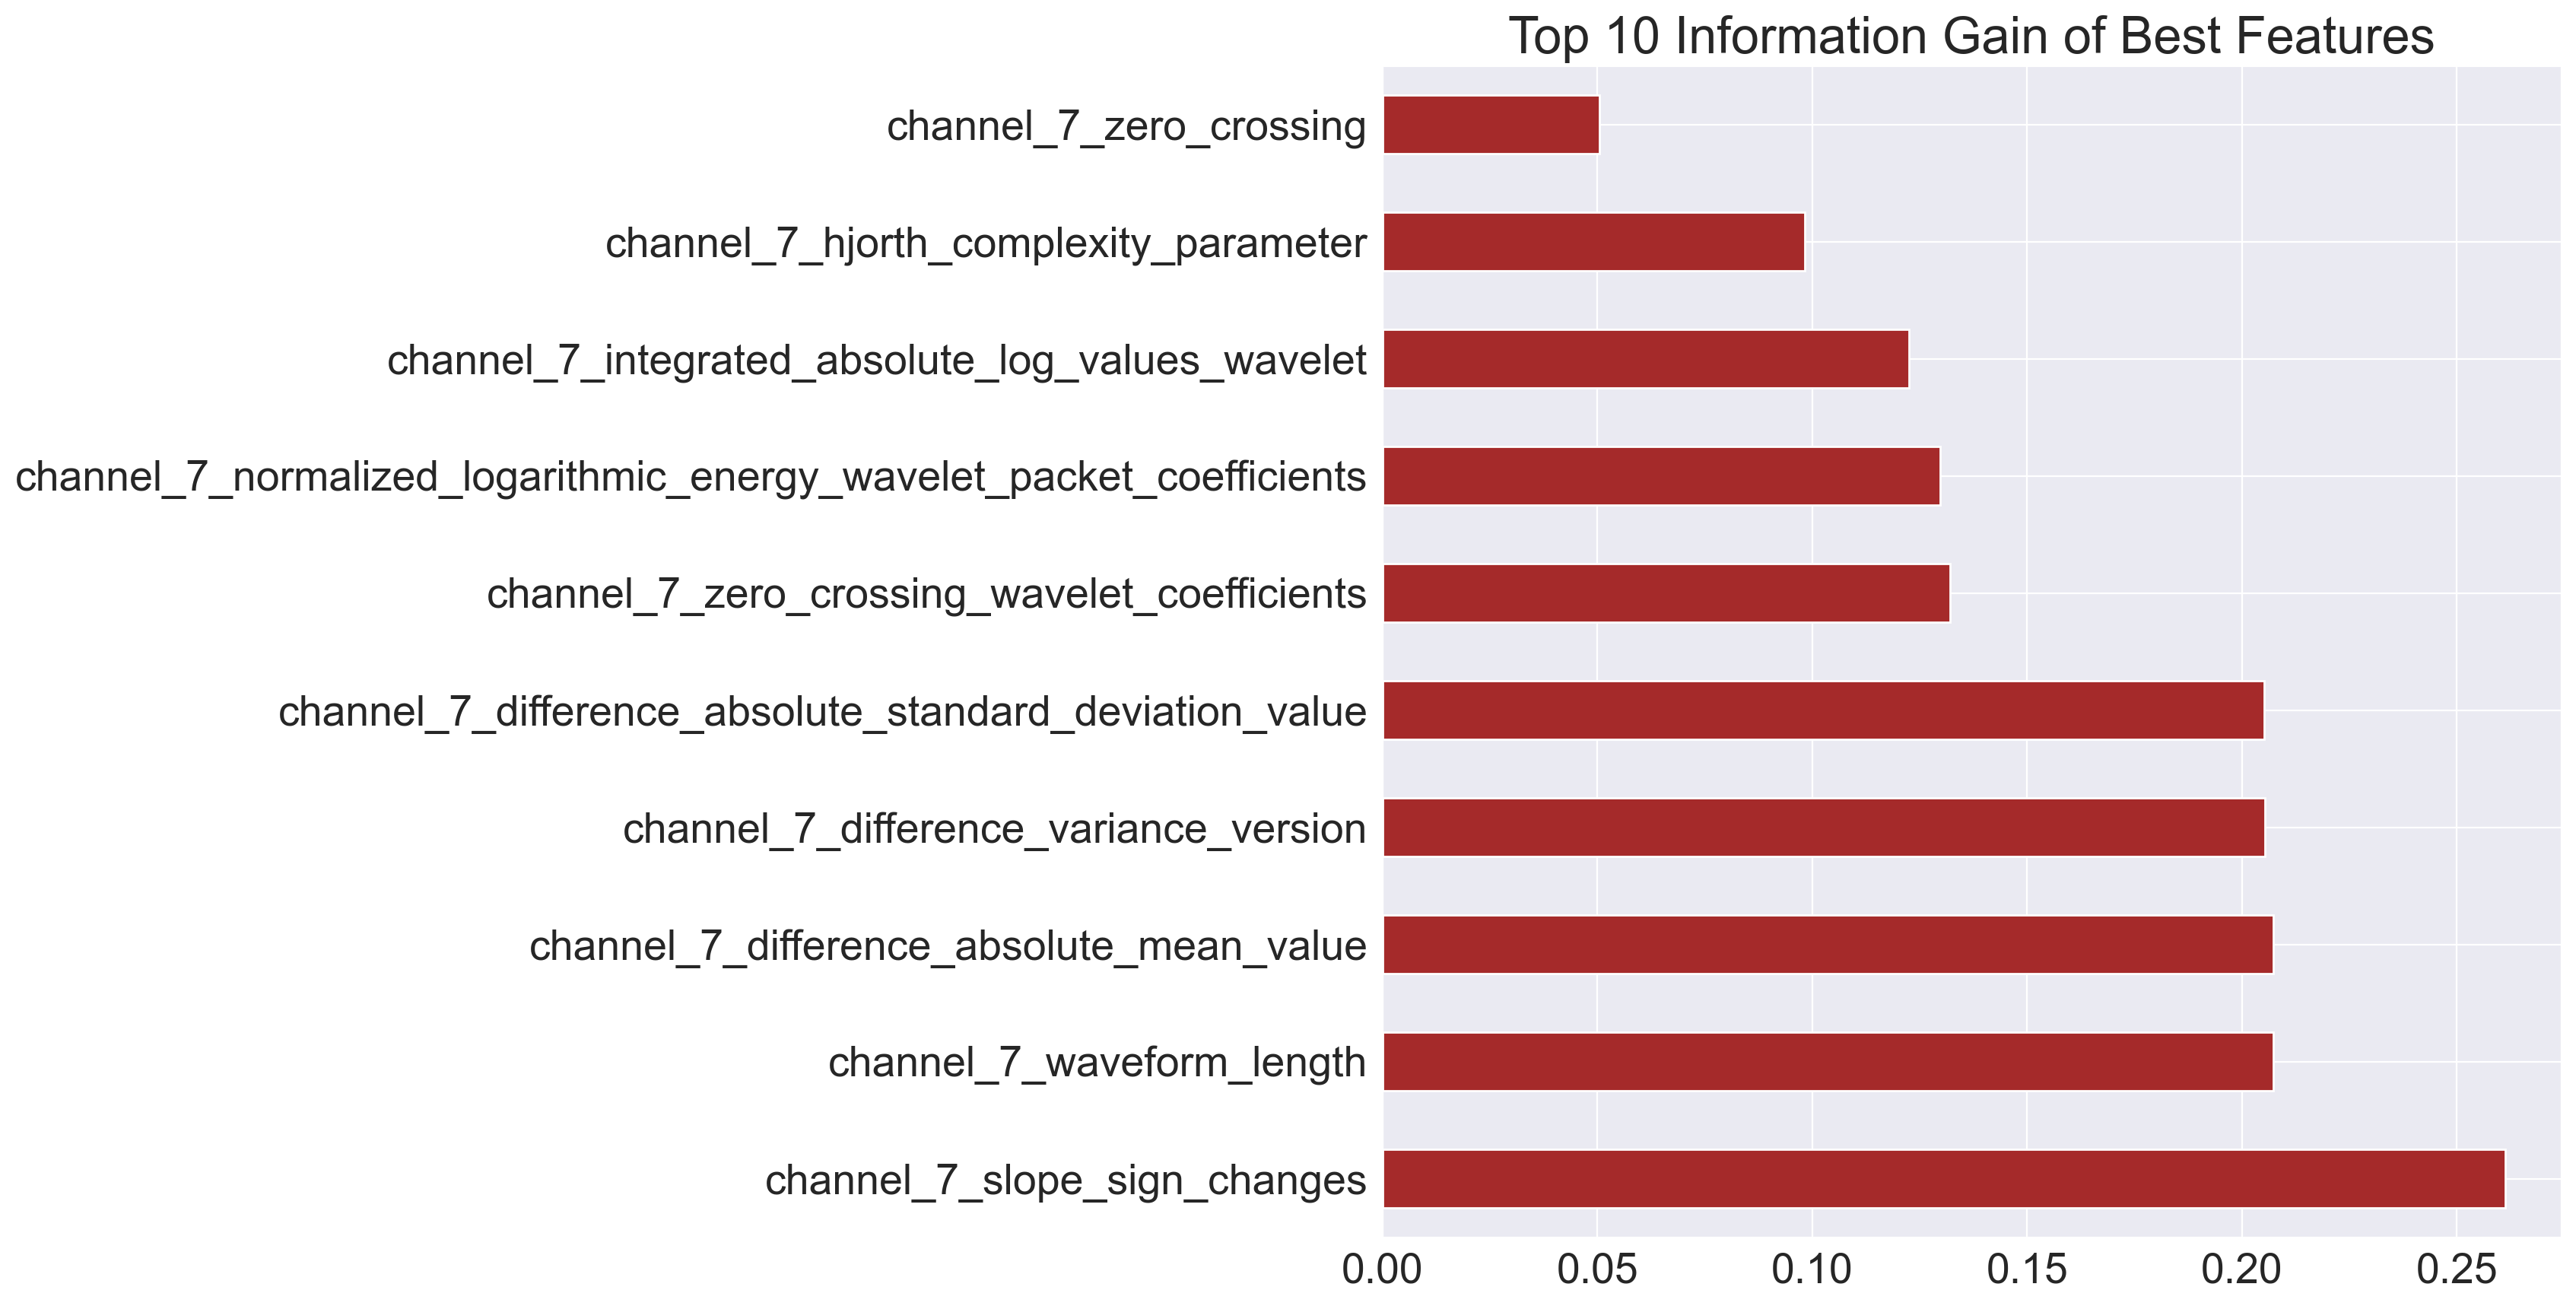 Top 10 Information Gain of Best Features
channel_7_zero_crossing
channel_7_hjorth_complexity_parameter
channel_7_integrated_absolute_log_values_wavelet
channel_7_normalized_logarithmic_energy_wavelet_packet_coefficients
channel_7_zero_crossing_wavelet_coefficients
channel_7_difference_absolute_standard_deviation_value
channel_7_difference_variance_version
channel_7_difference_absolute_mean_value
channel_7_waveform_length
channel_7_slope_sign_changes
0.00 0.05 0.10 0.15 0.20 0.25